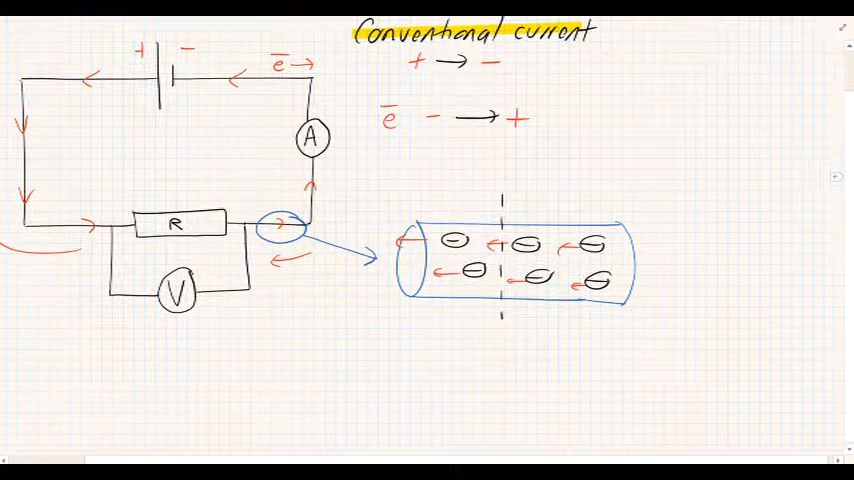 Conventional current
+ → -
+ -
e̅ →
e̅ - → +
A
R
V
⊖ ⊖ ⊖
⊖ ⊖ ⊖